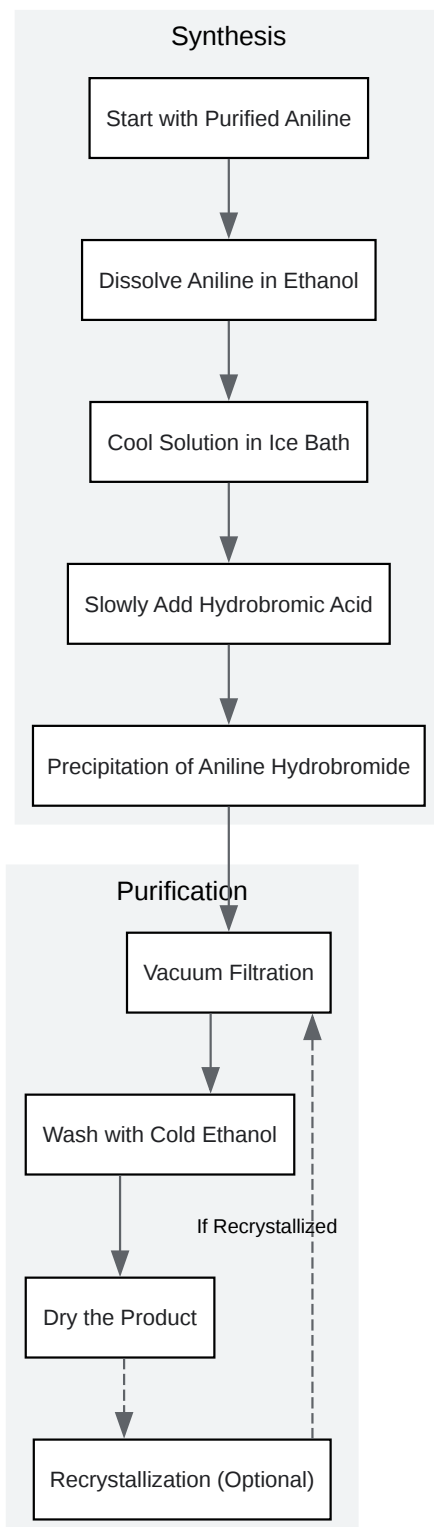 Synthesis
Start with Purified Aniline
Dissolve Aniline in Ethanol
Cool Solution in Ice Bath
Slowly Add Hydrobromic Acid
Precipitation of Aniline Hydrobromide
Purification
Vacuum Filtration
Wash with Cold Ethanol
If Recrystallized
Dry the Product
Recrystallization (Optional)